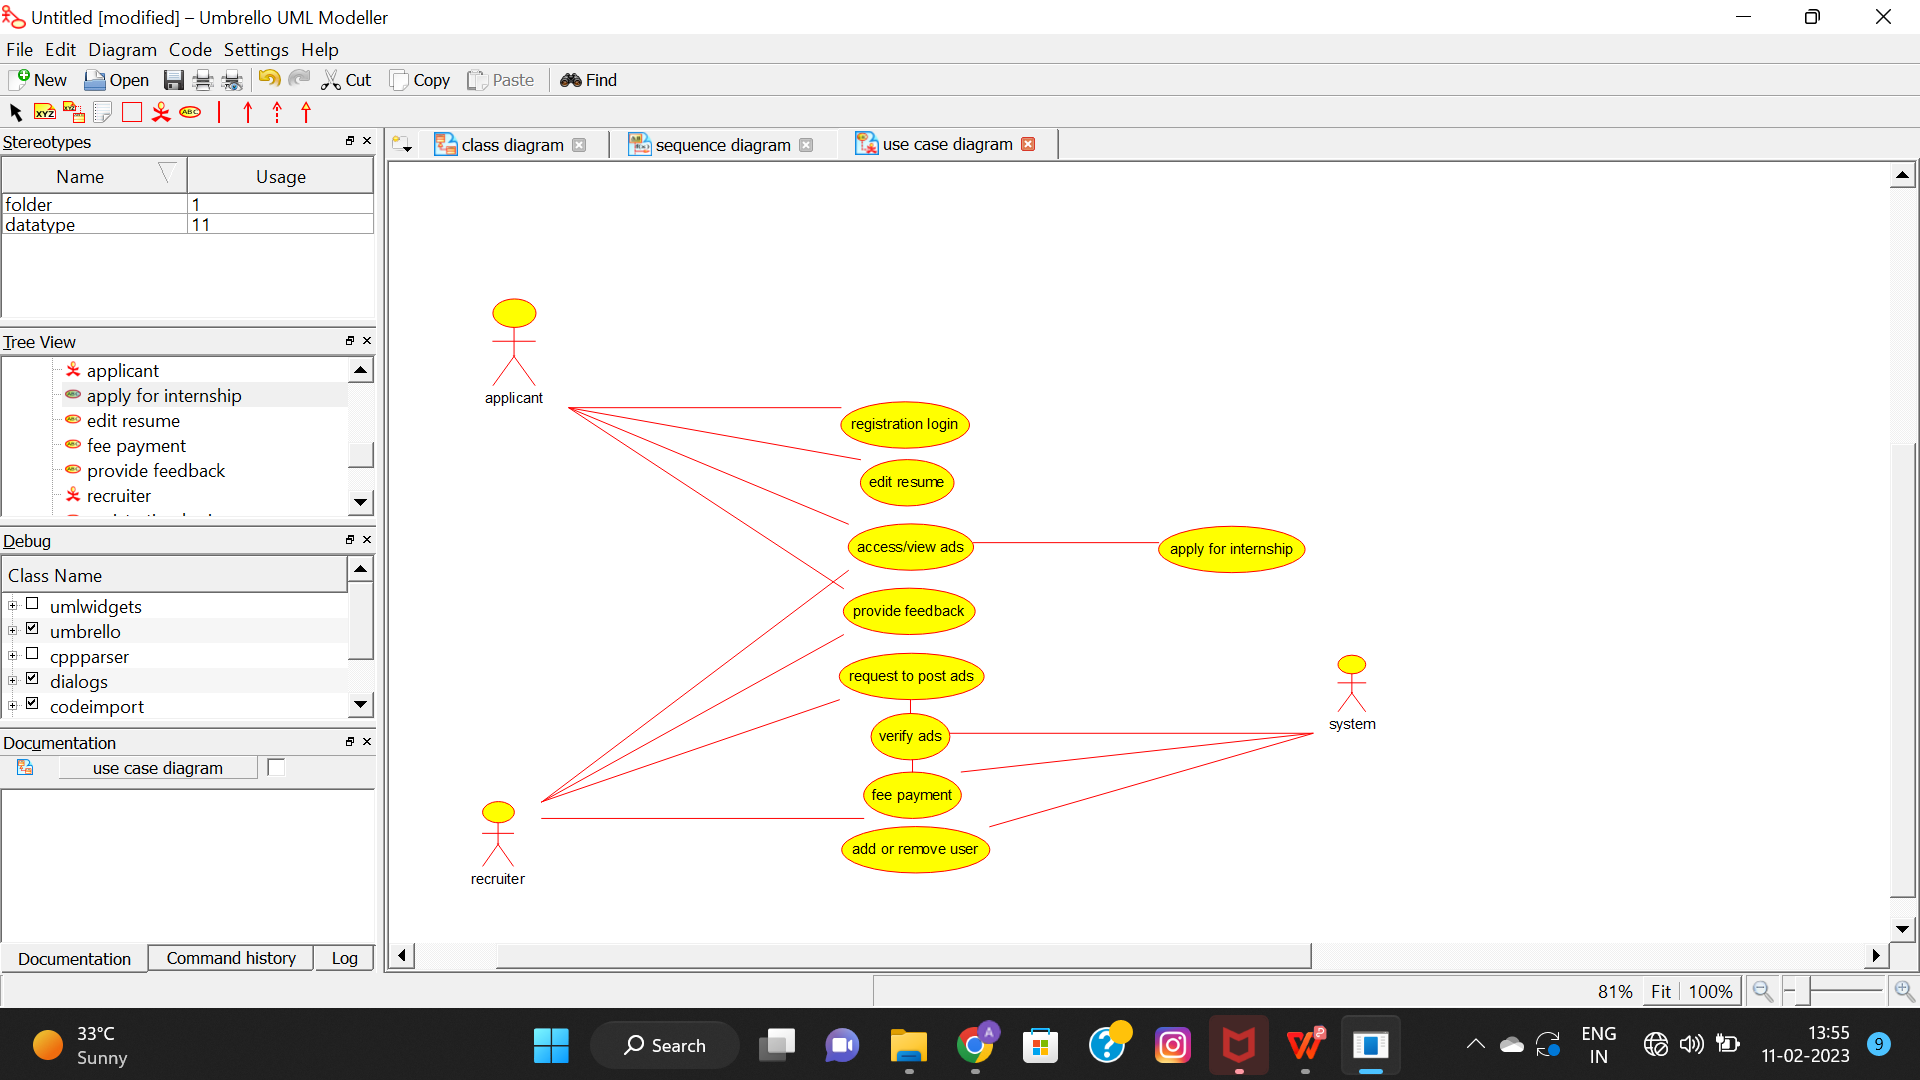 Untitled [modified] – Umbrello UML Modeller
File Edit Diagram Code Settings Help
New Open Cut Copy Paste Find
XYZ XYZ ABC
Stereotypes
Name Usage
folder 1
datatype 11
Tree View
applicant
apply for internship
edit resume
fee payment
provide feedback
recruiter
Debug
Class Name
umlwidgets
umbrello
cppparser
dialogs
codeimport
Documentation
use case diagram
Documentation Command history Log
class diagram sequence diagram use case diagram
applicant
registration login
edit resume
access/view ads
apply for internship
provide feedback
request to post ads
system
verify ads
fee payment
add or remove user
recruiter
81% Fit 100%
33°C
Sunny
Search
A
ENG
IN
13:55
11-02-2023
9